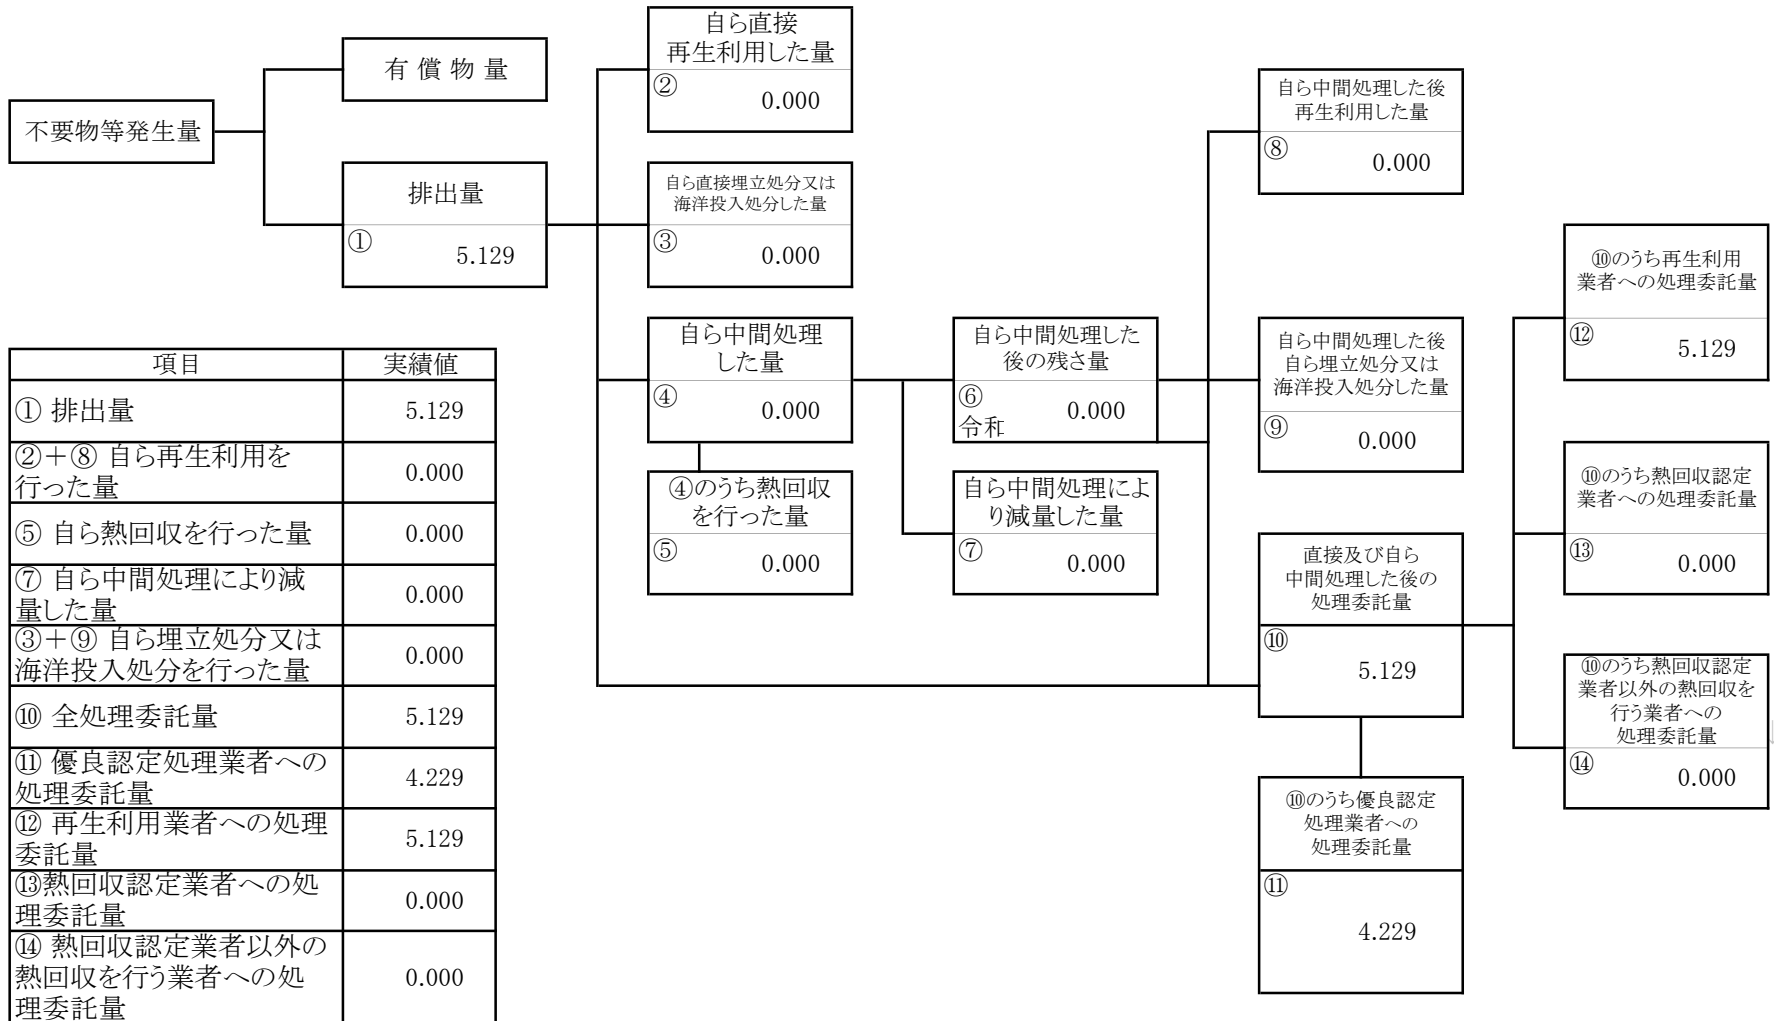 不要物等発生量
有 償 物 量
排出量
①
5.129
自ら直接
再生利用した量
②
0.000
自ら直接埋立処分又は
海洋投入処分した量
③
0.000
自ら中間処理
した量
④
0.000
④のうち熱回収
を行った量
⑤
0.000
自ら中間処理した
後の残さ量
⑥
0.000
令和
自ら中間処理によ
り減量した量
⑦
0.000
自ら中間処理した後
再生利用した量
⑧
0.000
自ら中間処理した後
自ら埋立処分又は
海洋投入処分した量
⑨
0.000
直接及び自ら
中間処理した後の
処理委託量
⑩
5.129
⑩のうち優良認定
処理業者への
処理委託量
⑪
4.229
⑩のうち再生利用
業者への処理委託量
⑫
5.129
⑩のうち熱回収認定
業者への処理委託量
⑬
0.000
⑩のうち熱回収認定
業者以外の熱回収を
行う業者への
処理委託量
⑭
0.000
項目 実績値
① 排出量 5.129
②＋⑧ 自ら再生利用を
行った量 0.000
⑤ 自ら熱回収を行った量 0.000
⑦ 自ら中間処理により減
量した量 0.000
③＋⑨ 自ら埋立処分又は
海洋投入処分を行った量 0.000
⑩ 全処理委託量 5.129
⑪ 優良認定処理業者への
処理委託量 4.229
⑫ 再生利用業者への処理
委託量 5.129
⑬熱回収認定業者への処
理委託量 0.000
⑭ 熱回収認定業者以外の
熱回収を行う業者への処
理委託量 0.000